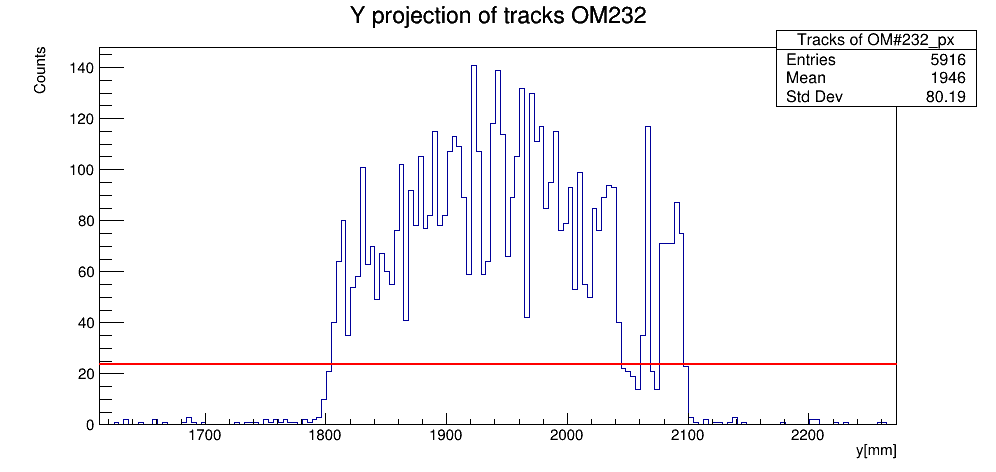 Y projection of tracks OM232
Tracks of OM#232_px
Entries 5916
Mean 1946
Std Dev 80.19
Counts
140
120
100
80
60
40
20
0
1700 1800 1900 2000 2100 2200
y[mm]